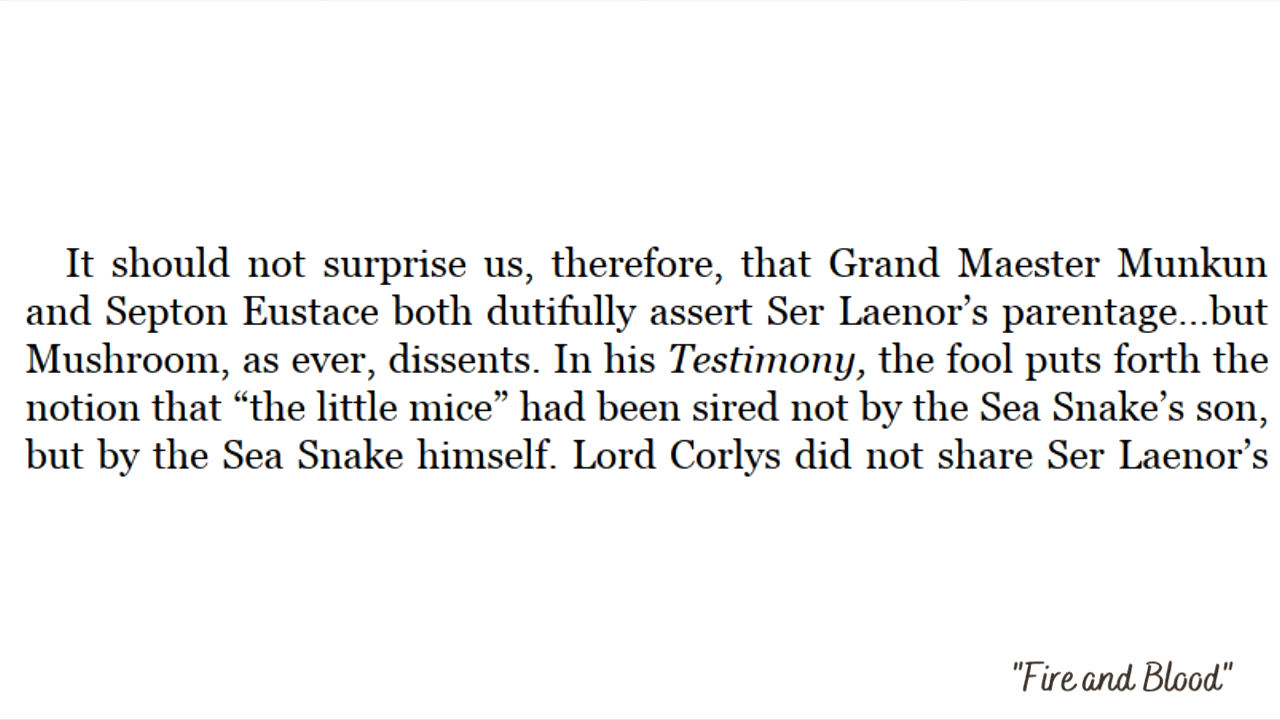 It should not surprise us, therefore, that Grand Maester Munkun
and Septon Eustace both dutifully assert Ser Laenor’s parentage...but
Mushroom, as ever, dissents. In his Testimony, the fool puts forth the
notion that “the little mice” had been sired not by the Sea Snake’s son,
but by the Sea Snake himself. Lord Corlys did not share Ser Laenor’s
"Fire and Blood"